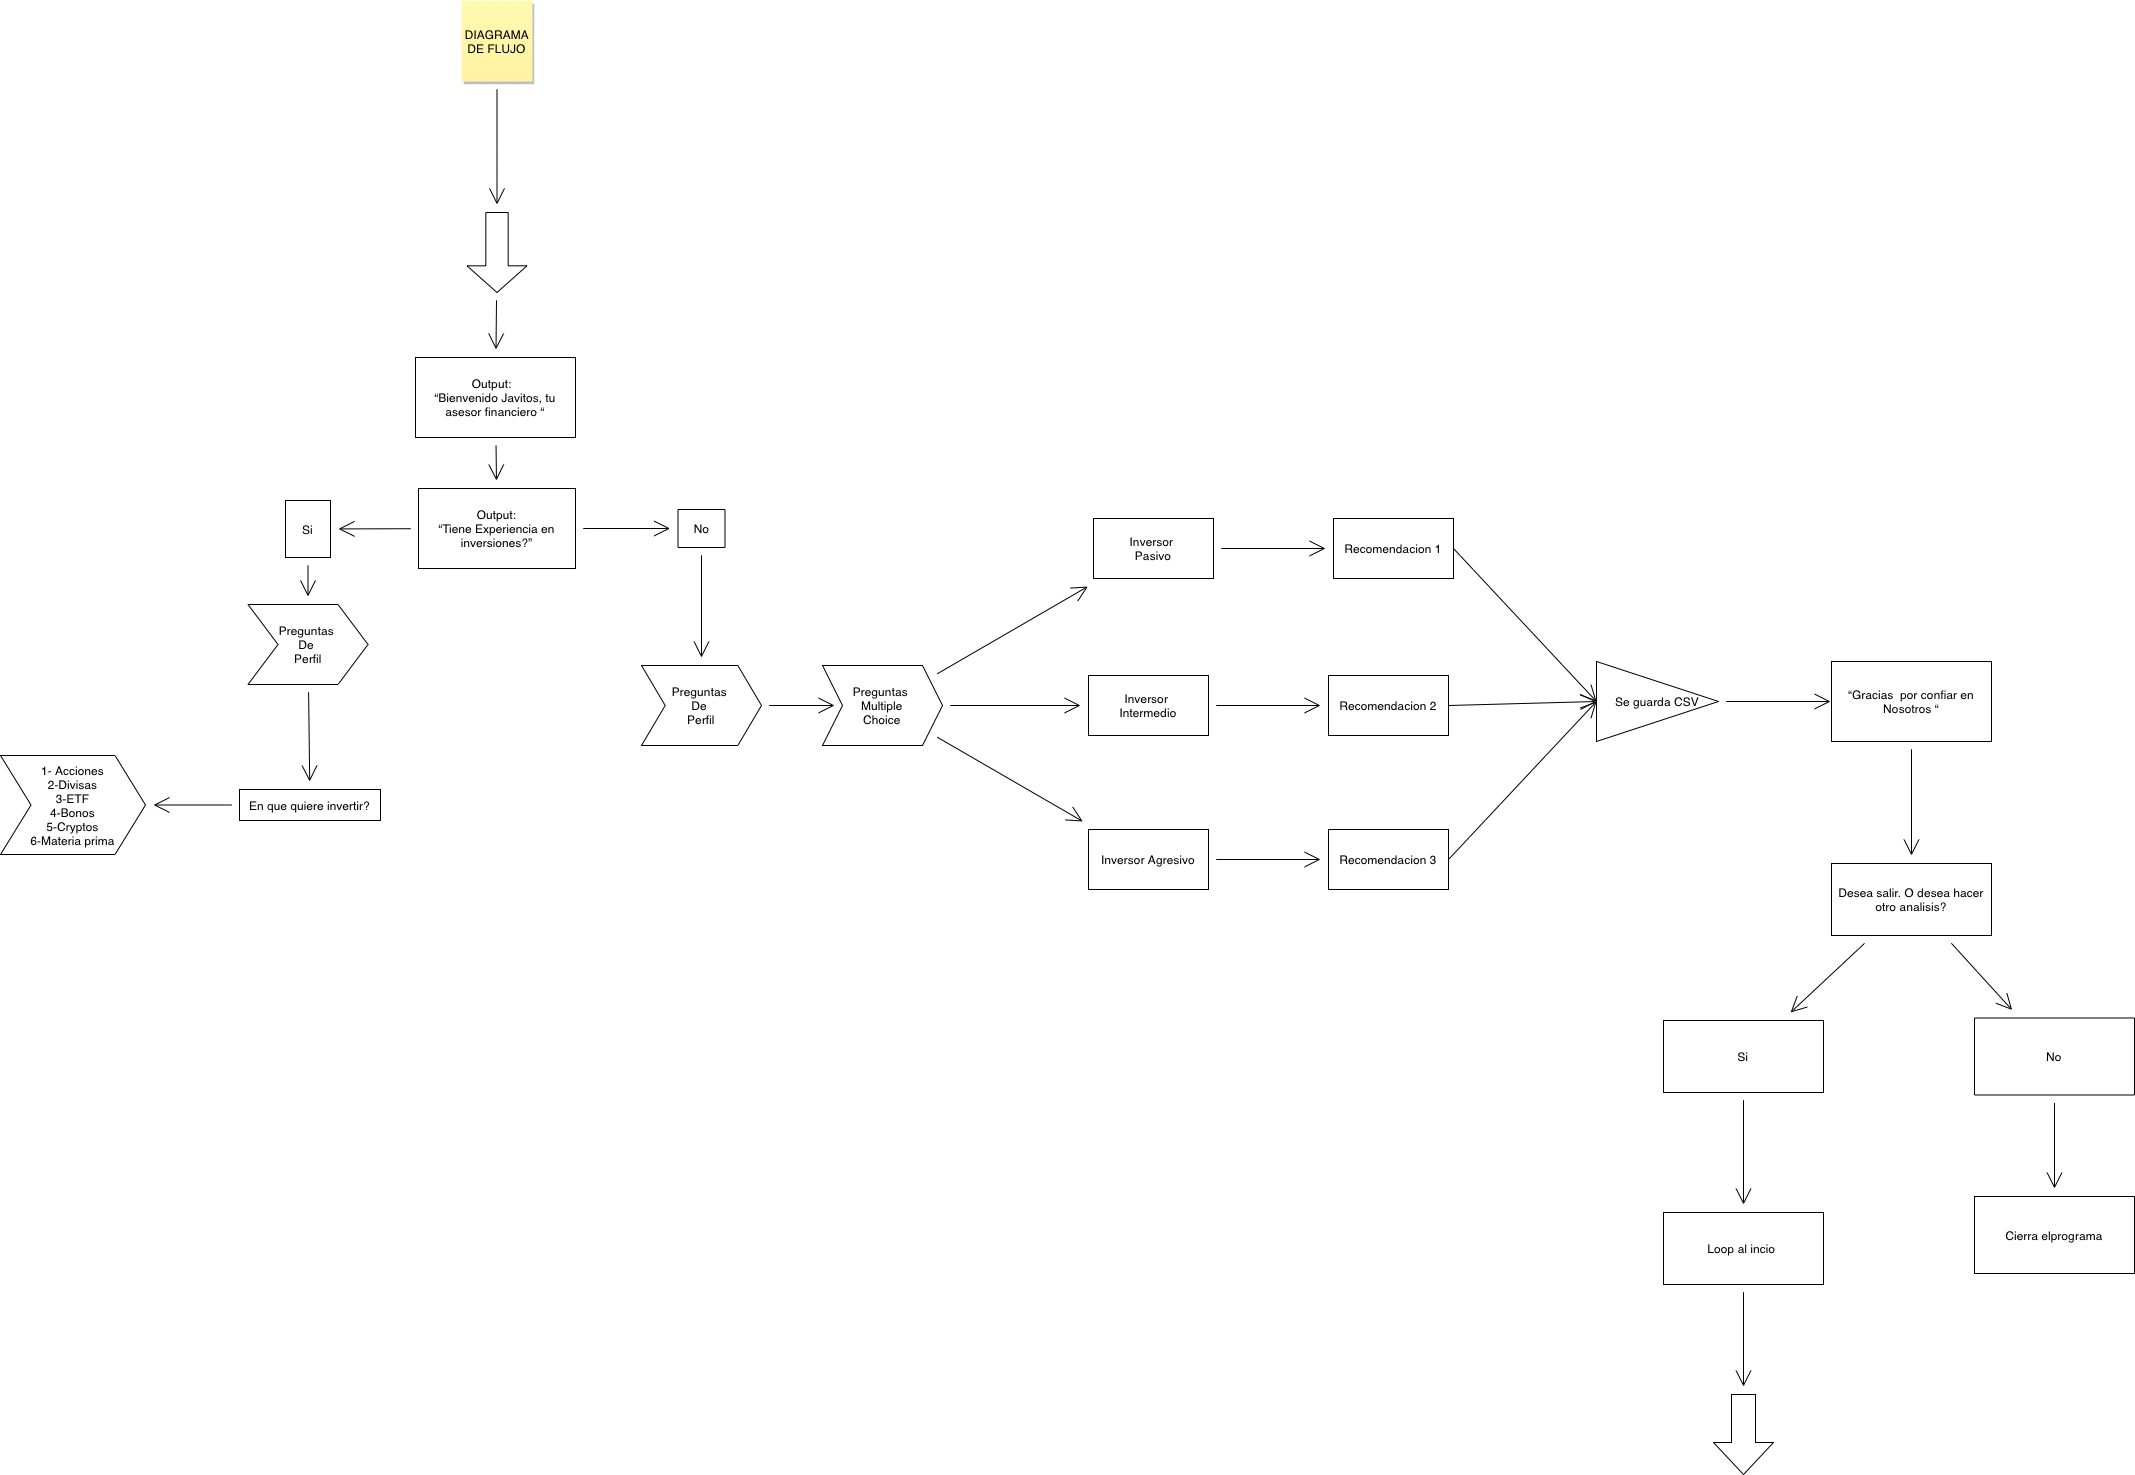 DIAGRAMA
DE FLUJO
Output:
“Bienvenido Javitos, tu
asesor financiero “
Output:
“Tiene Experiencia en
inversiones?”
Si
No
Preguntas
De
Perfil
En que quiere invertir?
1- Acciones
2-Divisas
3-ETF
4-Bonos
5-Cryptos
6-Materia prima
Preguntas
De
Perfil
Preguntas
Multiple
Choice
Inversor
Pasivo
Recomendacion 1
Inversor
Intermedio
Recomendacion 2
Inversor Agresivo
Recomendacion 3
Se guarda CSV
“Gracias  por confiar en
Nosotros “
Desea salir. O desea hacer
otro analisis?
Si
No
Loop al incio
Cierra elprograma